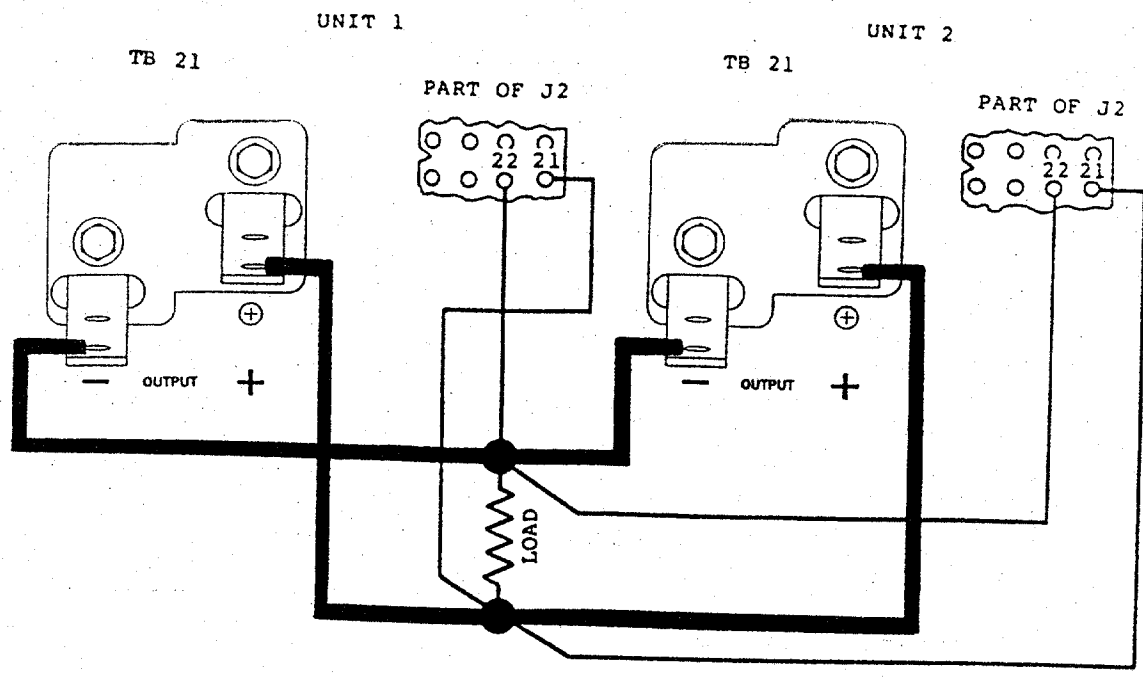 UNIT 1
UNIT 2
TB 21
TB 21
PART OF J2
PART OF J2
22 21
22 21
− OUTPUT +
− OUTPUT +
LOAD